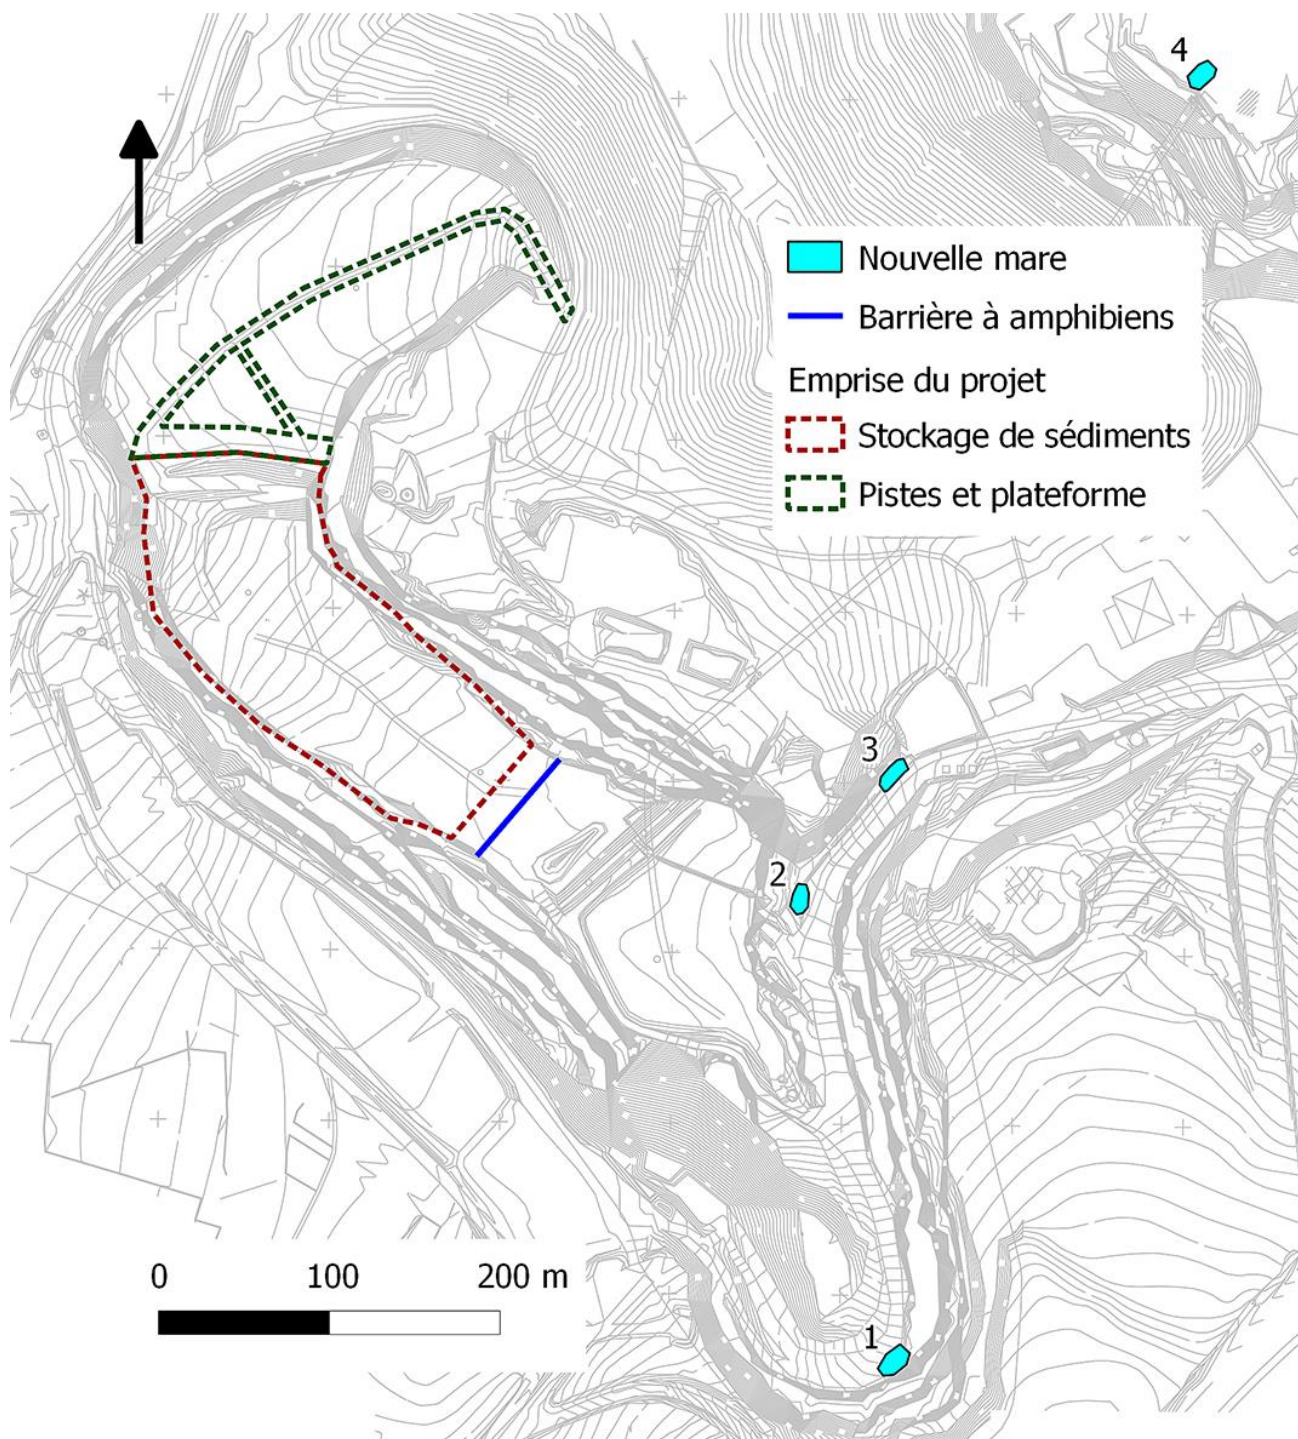 4
Nouvelle mare
Barrière à amphibiens
Emprise du projet
Stockage de sédiments
Pistes et plateforme
3
2
0 100 200 m
1